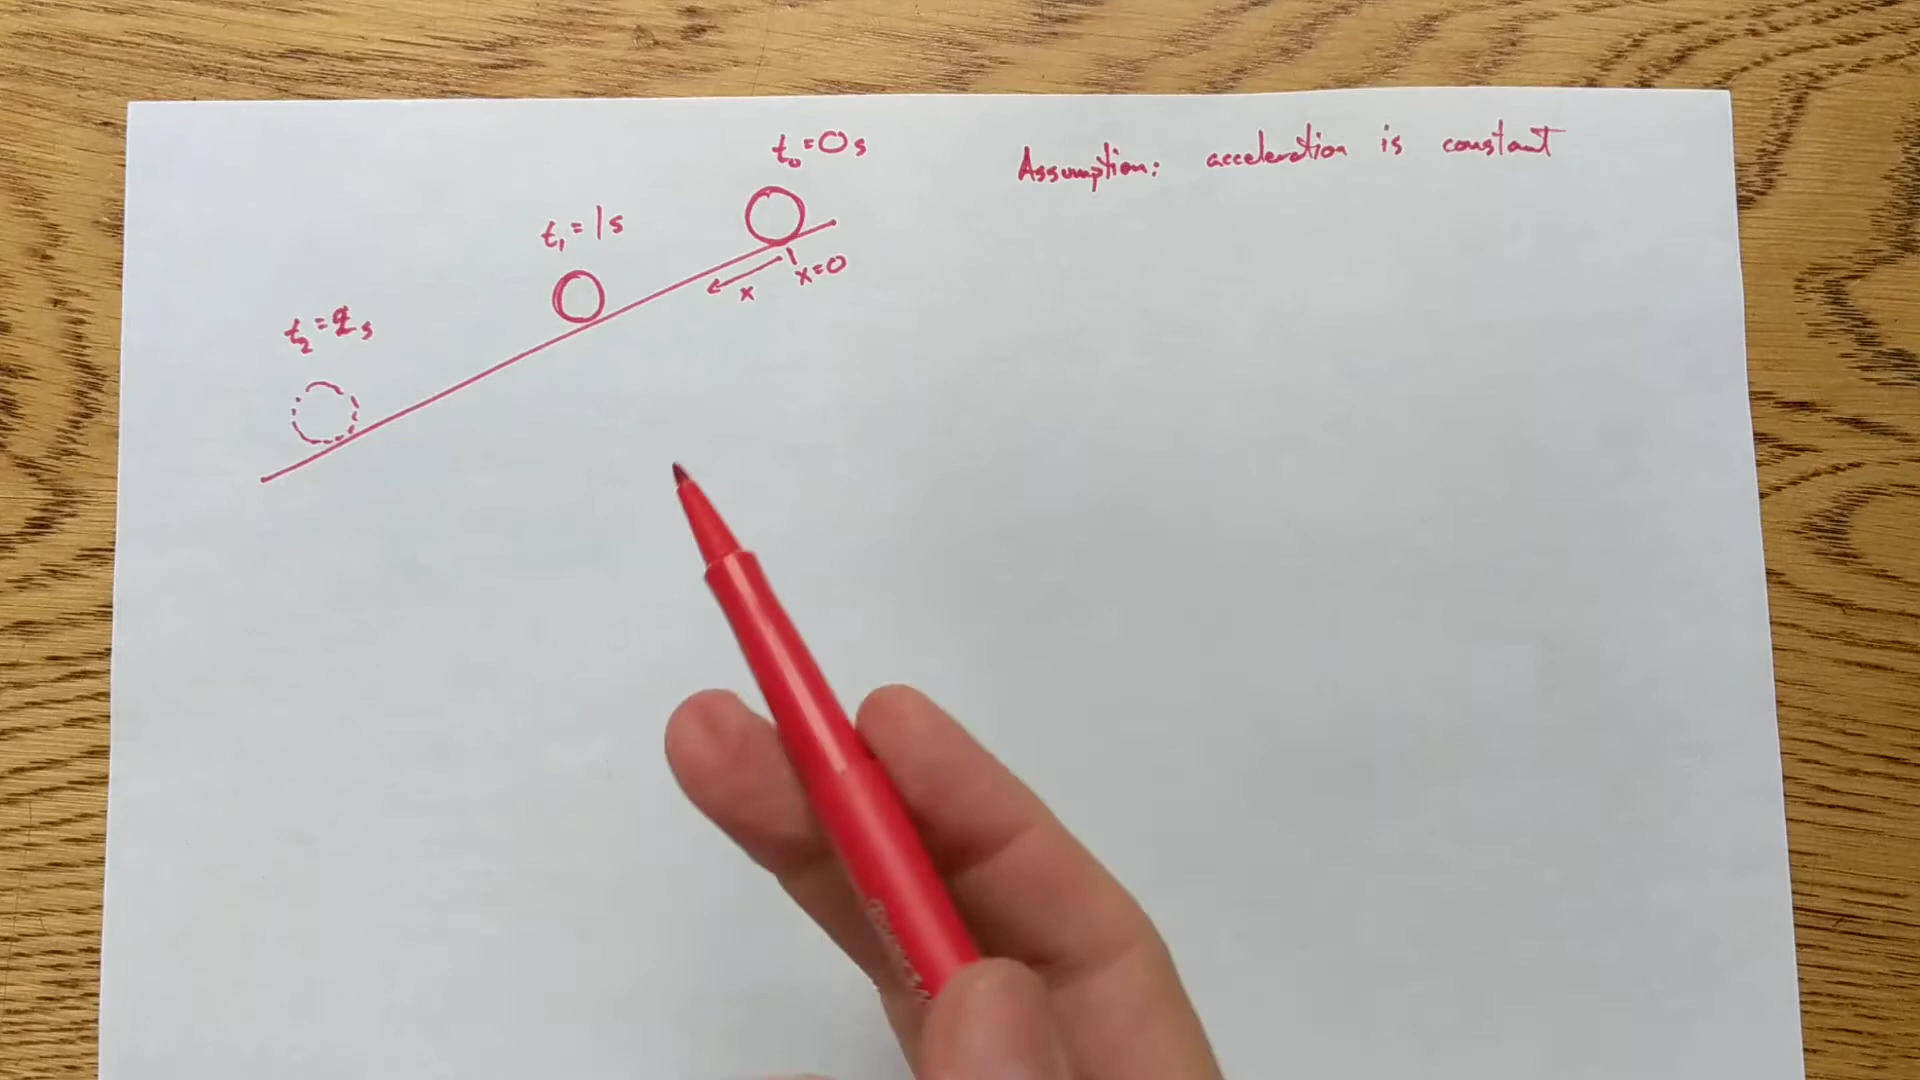 t₀=0s
Assumption: acceleration is constant
t₁=1s
x=0
x
t₂=2s